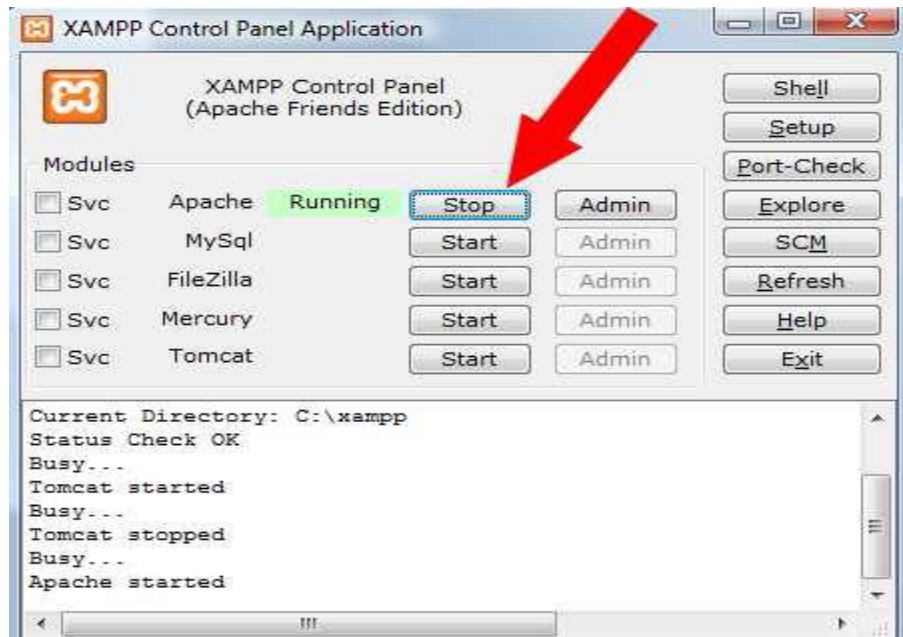 XAMPP Control Panel Application
XAMPP Control Panel
(Apache Friends Edition)
Shell
Setup
Port-Check
Explore
SCM
Refresh
Help
Exit
Modules
Svc Apache Running Stop Admin
Svc MySql Start Admin
Svc FileZilla Start Admin
Svc Mercury Start Admin
Svc Tomcat Start Admin
Current Directory: C:\xampp
Status Check OK
Busy...
Tomcat started
Busy...
Tomcat stopped
Busy...
Apache started